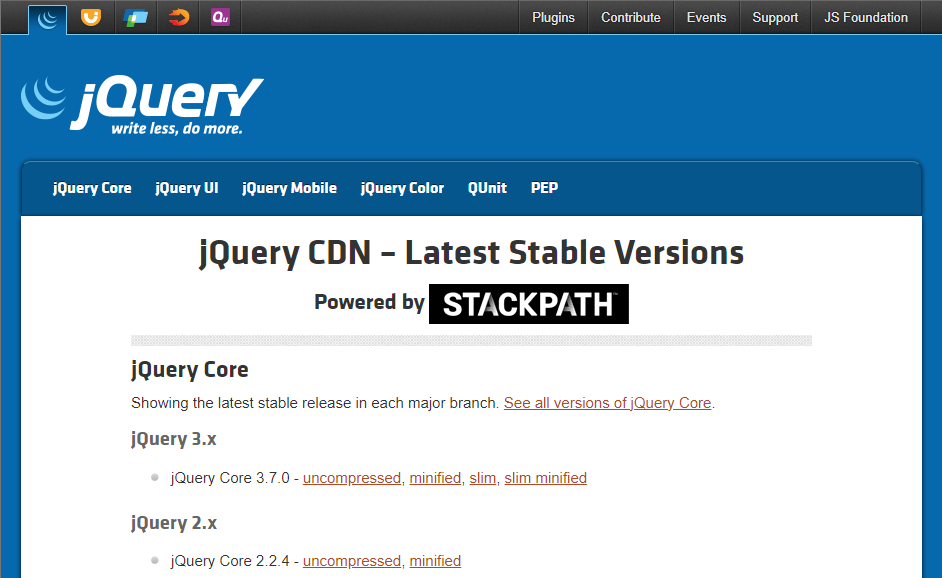 Qu
Plugins Contribute Events Support JS Foundation
jQuery
write less, do more.
jQuery Core jQuery UI jQuery Mobile jQuery Color QUnit PEP
jQuery CDN – Latest Stable Versions
Powered by STACKPATH
jQuery Core
Showing the latest stable release in each major branch. See all versions of jQuery Core.
jQuery 3.x
jQuery Core 3.7.0 - uncompressed, minified, slim, slim minified
jQuery 2.x
jQuery Core 2.2.4 - uncompressed, minified